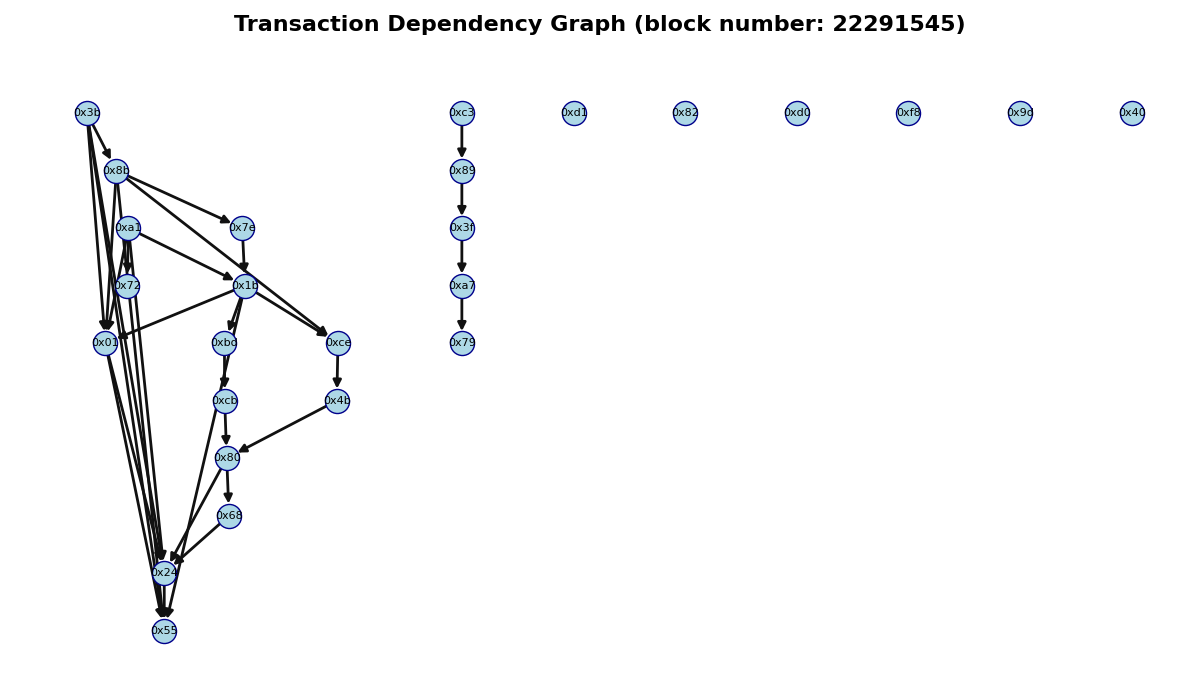 Transaction Dependency Graph (block number: 22291545)
0x3b 0xc3 0xd1 0x82 0xd0 0xf8 0x9d 0x40
0x8b 0x89
0xa1 0x7e 0x3f
0x72 0x1b 0xa7
0x01 0xbd 0xce 0x79
0xcb 0x4b
0x80
0x68
0x24
0x55